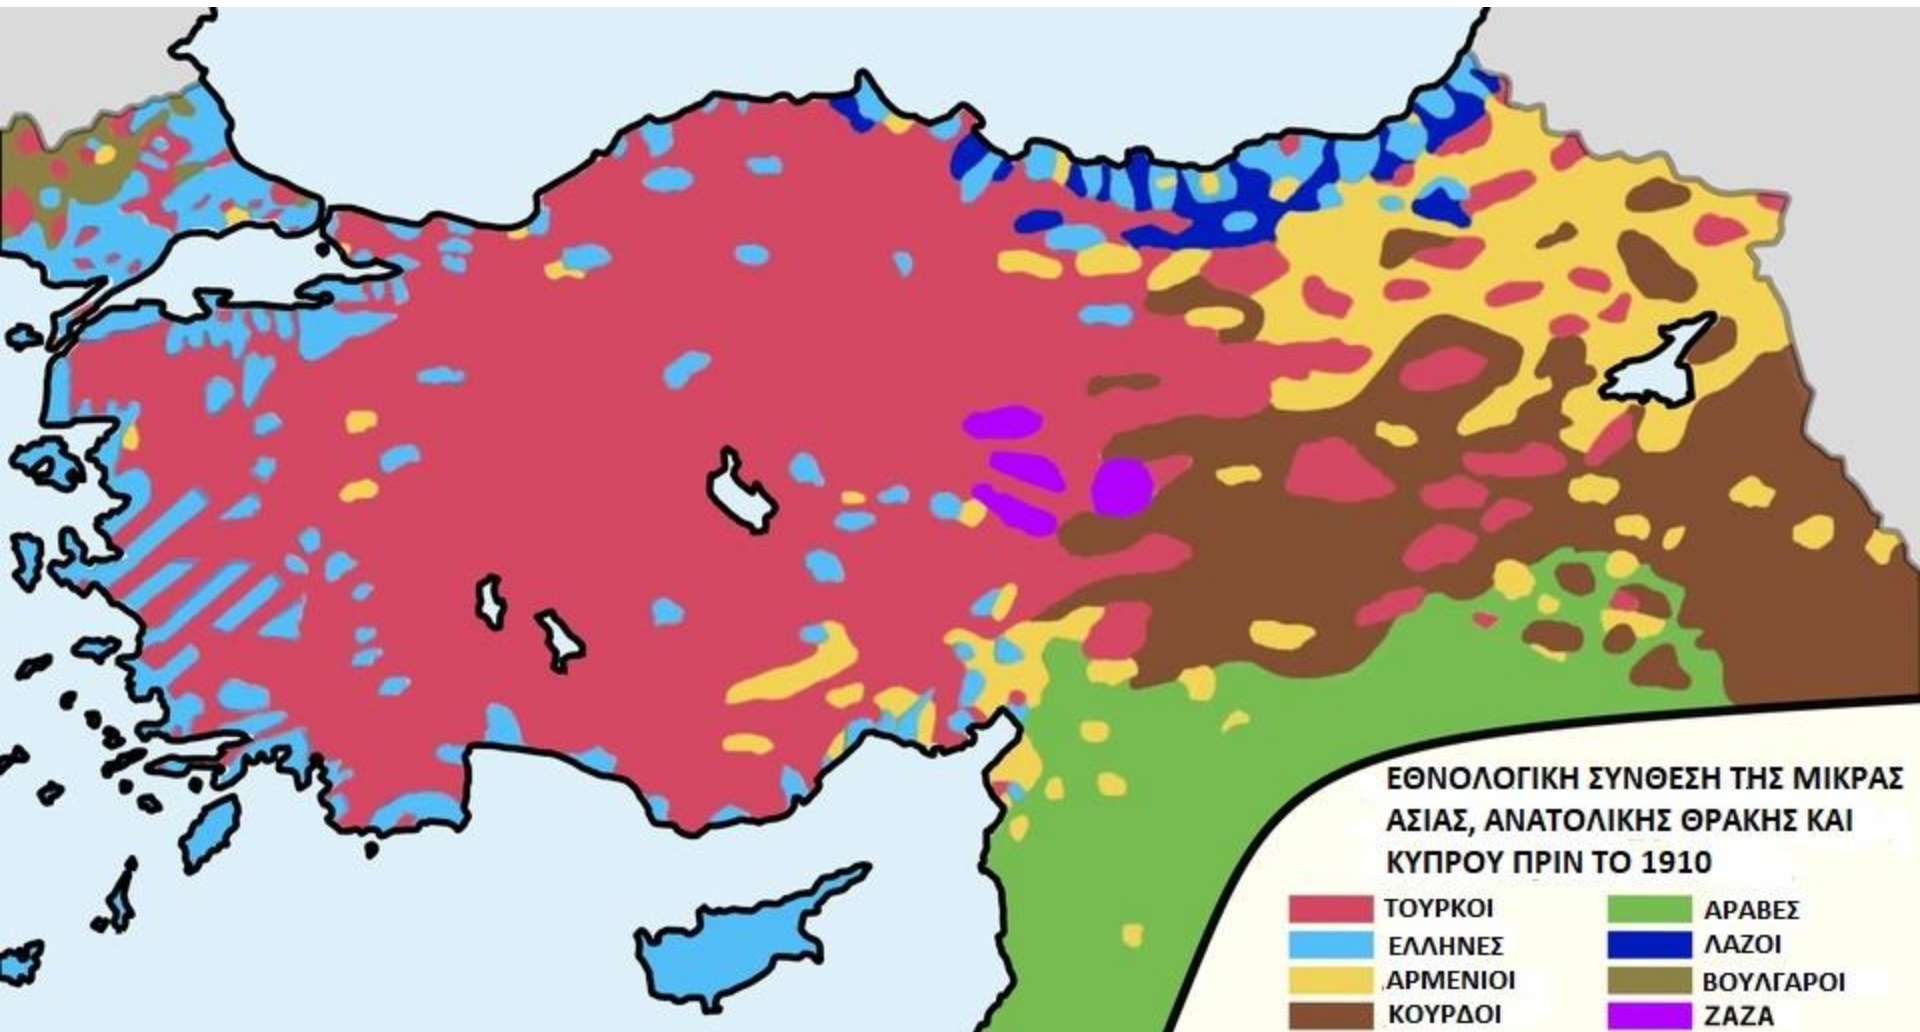 ΕΘΝΟΛΟΓΙΚΗ ΣΥΝΘΕΣΗ ΤΗΣ ΜΙΚΡΑΣ
ΑΣΙΑΣ, ΑΝΑΤΟΛΙΚΗΣ ΘΡΑΚΗΣ ΚΑΙ
ΚΥΠΡΟΥ ΠΡΙΝ ΤΟ 1910
ΤΟΥΡΚΟΙ
ΕΛΛΗΝΕΣ
ΑΡΜΕΝΙΟΙ
ΚΟΥΡΔΟΙ
ΑΡΑΒΕΣ
ΛΑΖΟΙ
ΒΟΥΛΓΑΡΟΙ
ΖΑΖΑ